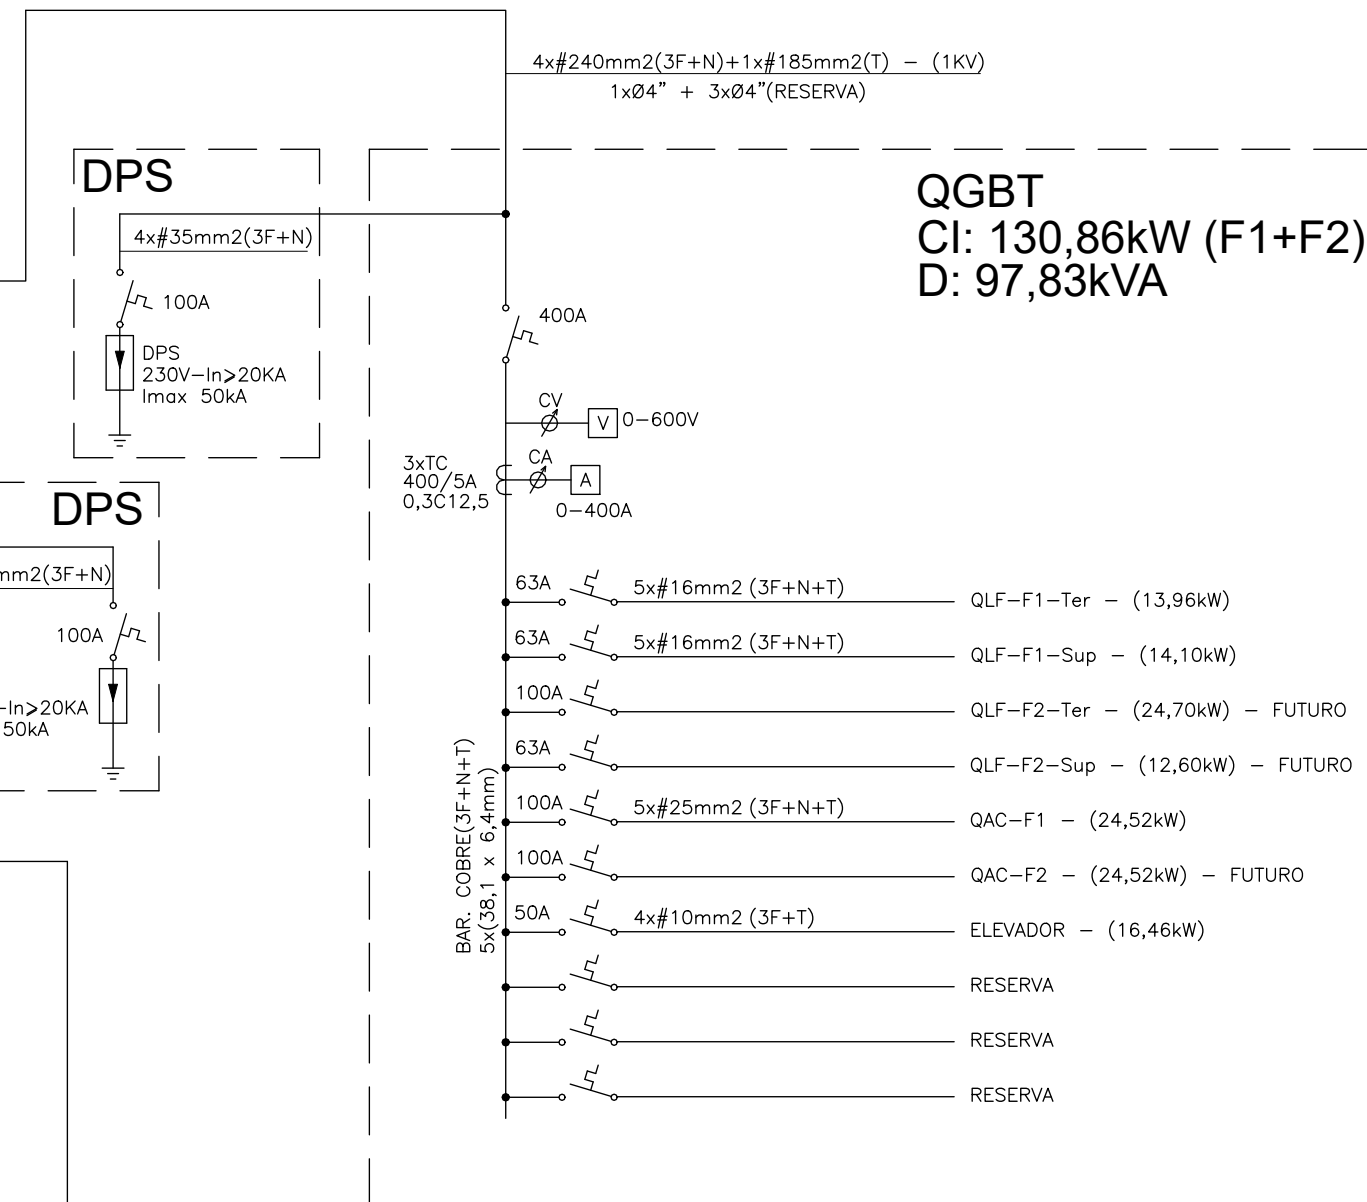 4x#240mm2(3F+N)+1x#185mm2(T) – (1KV)
1xØ4" + 3xØ4"(RESERVA)
DPS
4x#35mm2(3F+N)
100A
DPS
230V–In≥20KA
Imax 50kA
QGBT
CI: 130,86kW (F1+F2)
D: 97,83kVA
400A
CV
V
0–600V
3xTC
400/5A
0,3C12,5
CA
A
0–400A
DPS
mm2(3F+N)
100A
–In≥20KA
50kA
BAR. COBRE(3F+N+T)
5x(38,1 x 6,4mm)
63A 5x#16mm2 (3F+N+T) QLF–F1–Ter – (13,96kW)
63A 5x#16mm2 (3F+N+T) QLF–F1–Sup – (14,10kW)
100A QLF–F2–Ter – (24,70kW) – FUTURO
63A QLF–F2–Sup – (12,60kW) – FUTURO
100A 5x#25mm2 (3F+N+T) QAC–F1 – (24,52kW)
100A QAC–F2 – (24,52kW) – FUTURO
50A 4x#10mm2 (3F+T) ELEVADOR – (16,46kW)
RESERVA
RESERVA
RESERVA